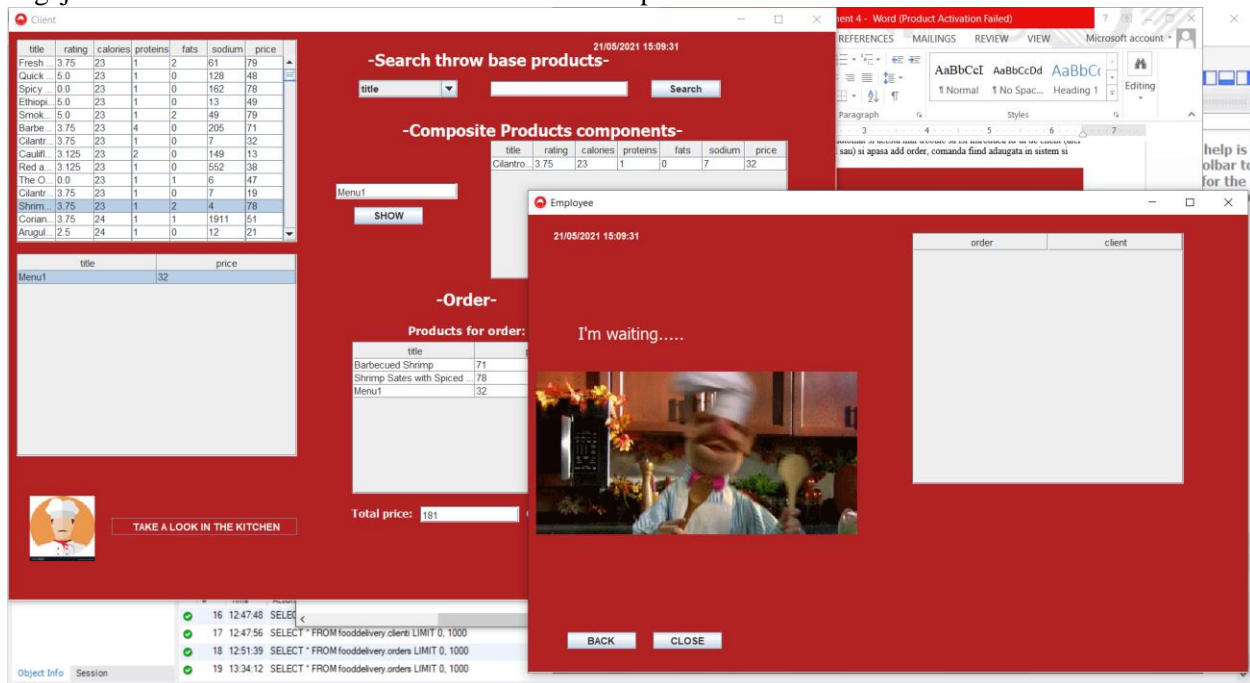 Client
title rating calories proteins fats sodium price
Fresh ... 3.75 23 1 2 61 79
Quick ... 5.0 23 1 0 128 48
Spicy ... 0.0 23 1 0 162 78
Ethiopi... 5.0 23 1 0 13 49
Smok... 5.0 23 1 2 49 79
Barbe... 3.75 23 4 0 205 71
Cilantr... 3.75 23 1 0 7 32
Caulifl... 3.125 23 2 0 149 13
Red a... 3.125 23 1 0 552 38
The O... 0.0 23 1 1 6 47
Cilantr... 3.75 23 1 0 7 19
Shrim... 3.75 23 1 2 4 78
Corian... 3.75 24 1 1 1911 51
Arugul... 2.5 24 1 0 12 21
title price
Menu1 32
TAKE A LOOK IN THE KITCHEN
21/05/2021 15:09:31
-Search throw base products-
title
Search
-Composite Products components-
title rating calories proteins fats sodium price
Cilantro... 3.75 23 1 0 7 32
Menu1
SHOW
-Order-
Products for order:
title
Barbecued Shrimp 71
Shrimp Sates with Spiced ... 78
Menu1 32
Total price: 181
ment 4 - Word (Product Activation Failed)
REFERENCES MAILINGS REVIEW VIEW Microsoft account
AaBbCcI AaBbCcDd AaBbCc
¶ Normal ¶ No Spac... Heading 1
Editing
Paragraph Styles
3 4 5 6 7
sau) si apasa add order, comanda fiind adaugata in sistem si
help is
olbar to
for the
Employee
21/05/2021 15:09:31
order client
I'm waiting.....
BACK CLOSE
16 12:47:48 SELEC
17 12:47:56 SELECT * FROM fooddelivery.clienti LIMIT 0, 1000
18 12:51:39 SELECT * FROM fooddelivery.orders LIMIT 0, 1000
19 13:34:12 SELECT * FROM fooddelivery.orders LIMIT 0, 1000
Object Info Session